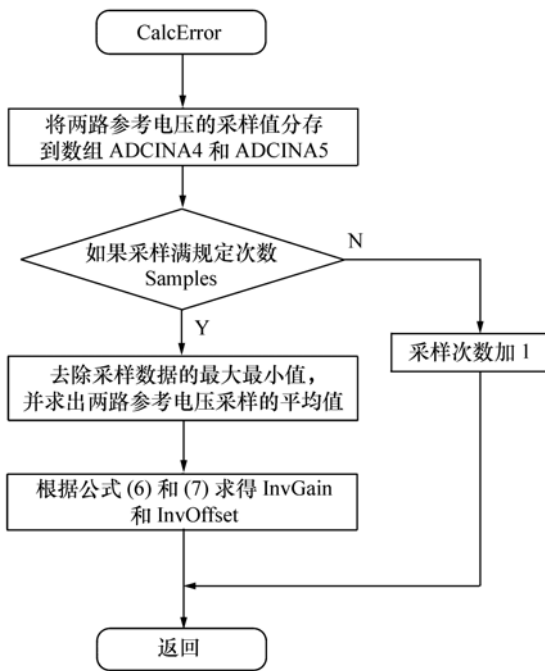 CalcError
将两路参考电压的采样值分存
到数组 ADCINA4 和 ADCINA5
如果采样满规定次数
Samples
N
Y
采样次数加 1
去除采样数据的最大最小值，
并求出两路参考电压采样的平均值
根据公式 (6) 和 (7) 求得 InvGain
和 InvOffset
返回